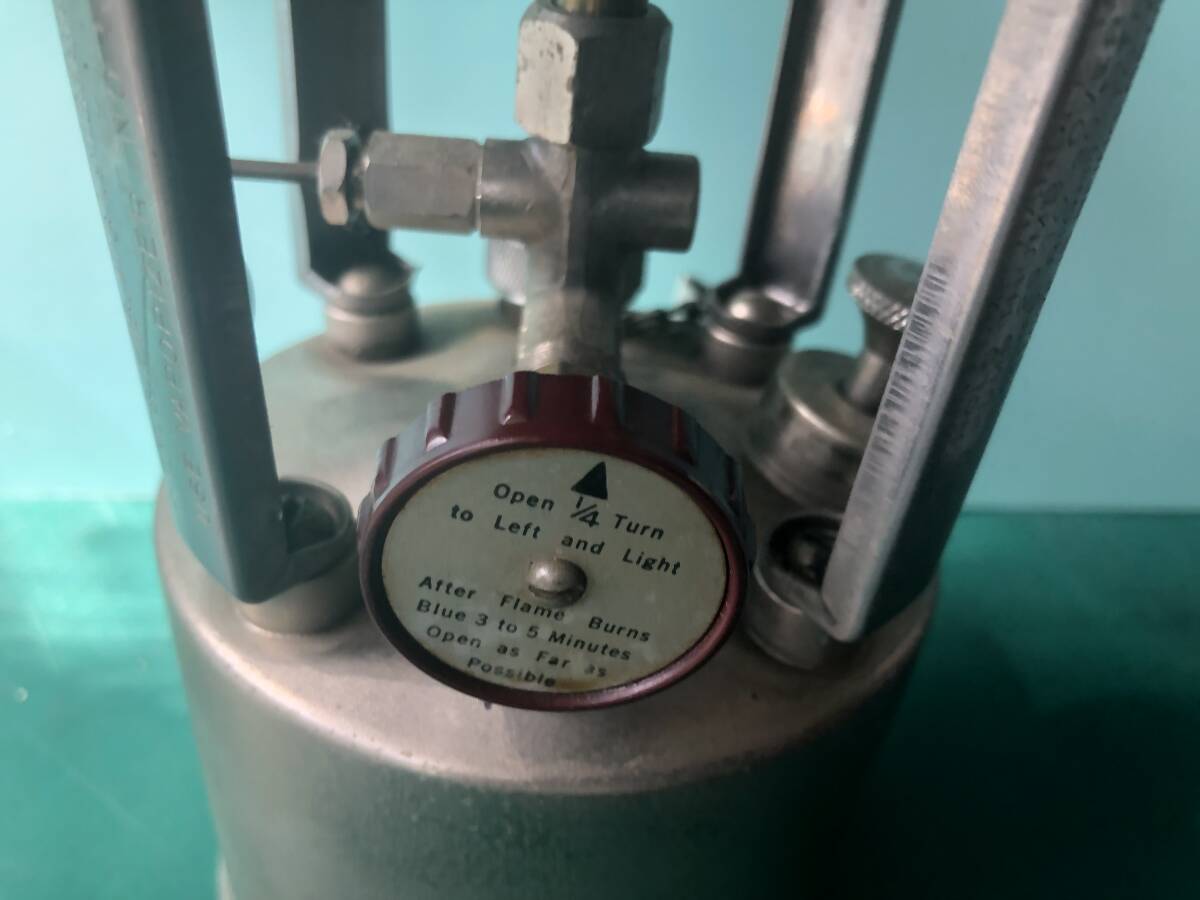 Open 1/4 Turn
to Left and Light
After Flame Burns
Blue 3 to 5 Minutes
Open as Far as
Possible